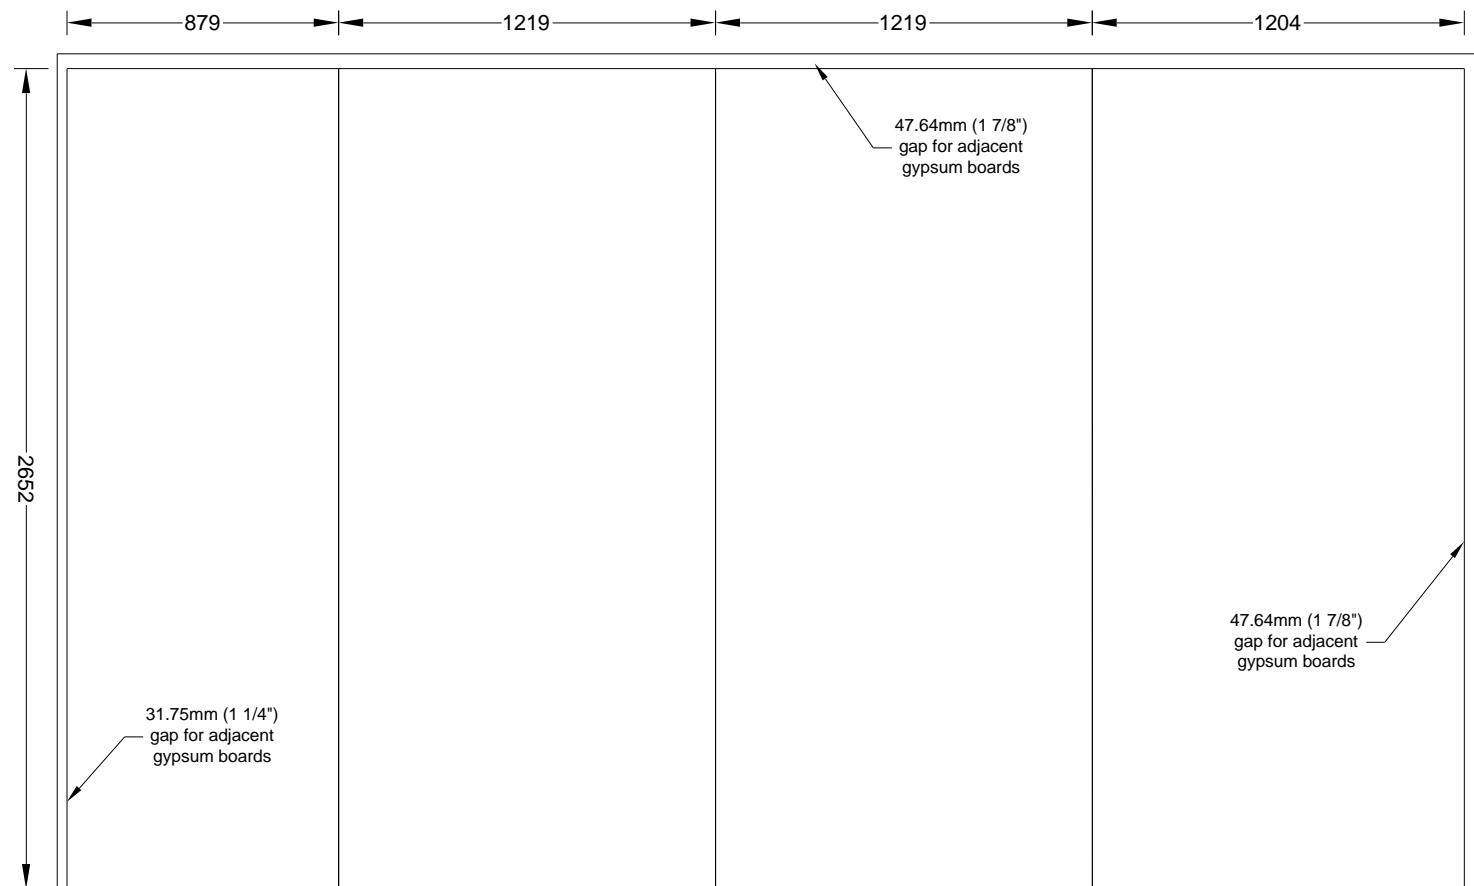 879
1219
1219
1204
47.64mm (1 7/8")
gap for adjacent
gypsum boards
2652
47.64mm (1 7/8")
gap for adjacent
gypsum boards
31.75mm (1 1/4")
gap for adjacent
gypsum boards